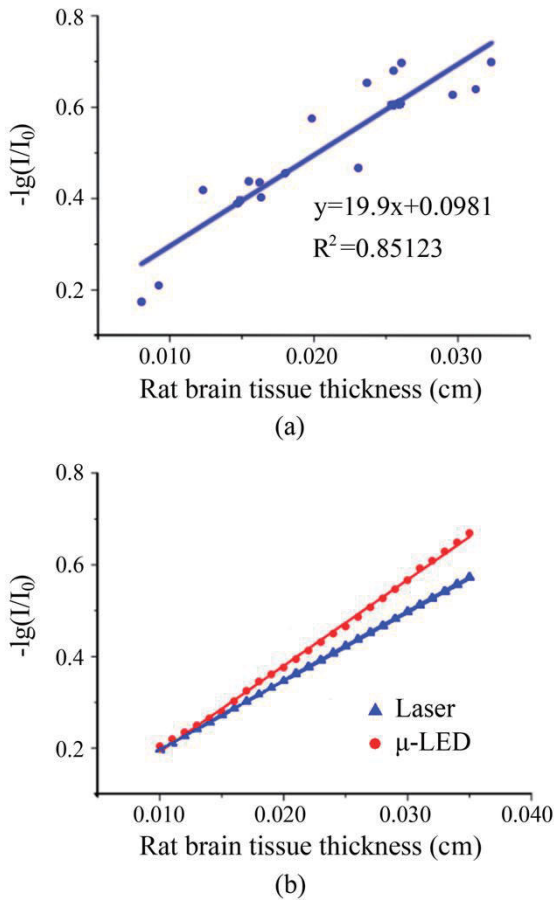 0.8
0.6
0.4
0.2
-lg(I/I₀)
y=19.9x+0.0981
R²=0.85123
0.010 0.020 0.030
Rat brain tissue thickness (cm)
(a)
0.8
0.6
0.4
0.2
-lg(I/I₀)
Laser
μ-LED
0.010 0.020 0.030 0.040
Rat brain tissue thickness (cm)
(b)